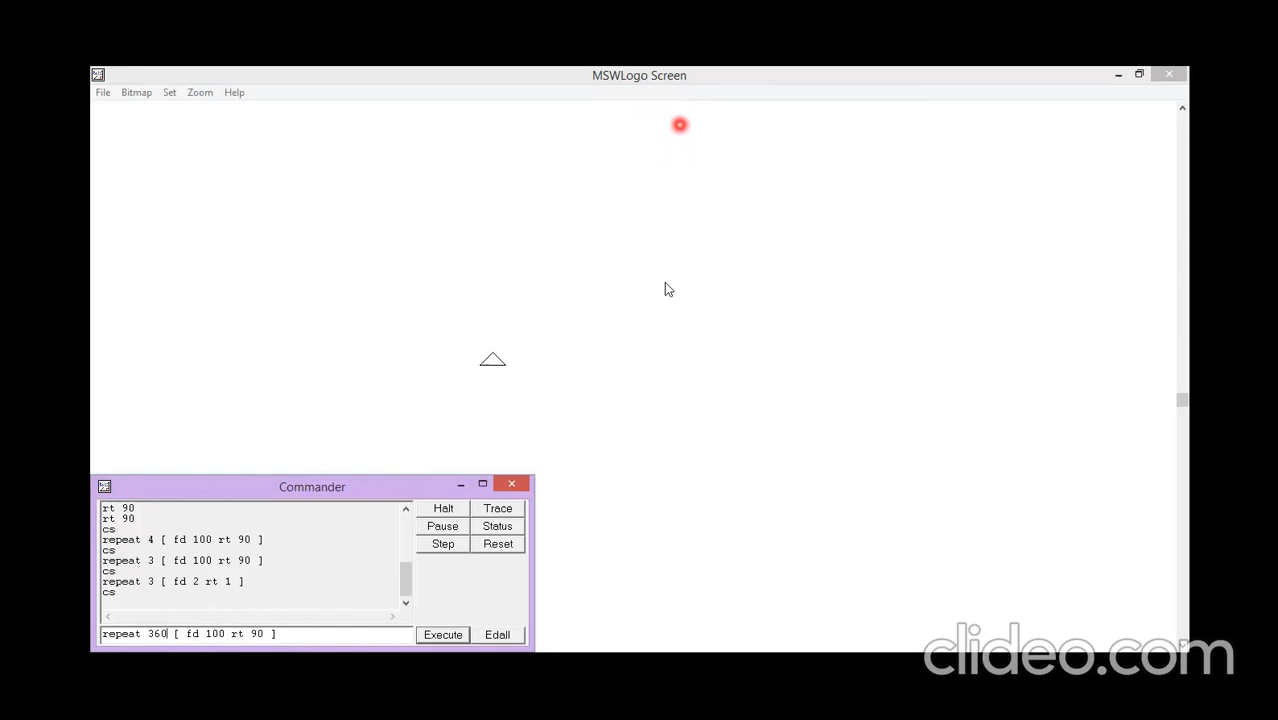 MSWLogo Screen
File Bitmap Set Zoom Help
Commander
rt 90
rt 90
cs
repeat 4 [ fd 100 rt 90 ]
cs
repeat 3 [ fd 100 rt 90 ]
cs
repeat 3 [ fd 2 rt 1 ]
cs
Halt Trace
Pause Status
Step Reset
repeat 360 [ fd 100 rt 90 ]
Execute Edall
clideo.com